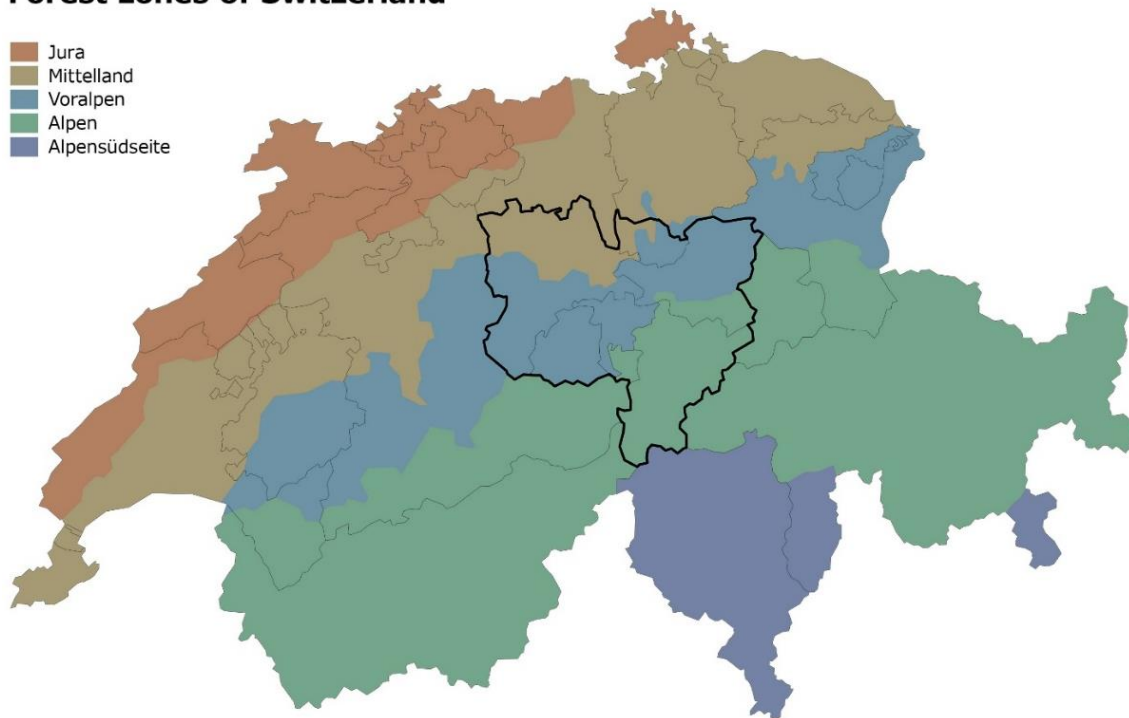 Forest zones of Switzerland
Jura
Mittelland
Voralpen
Alpen
Alpensüdseite